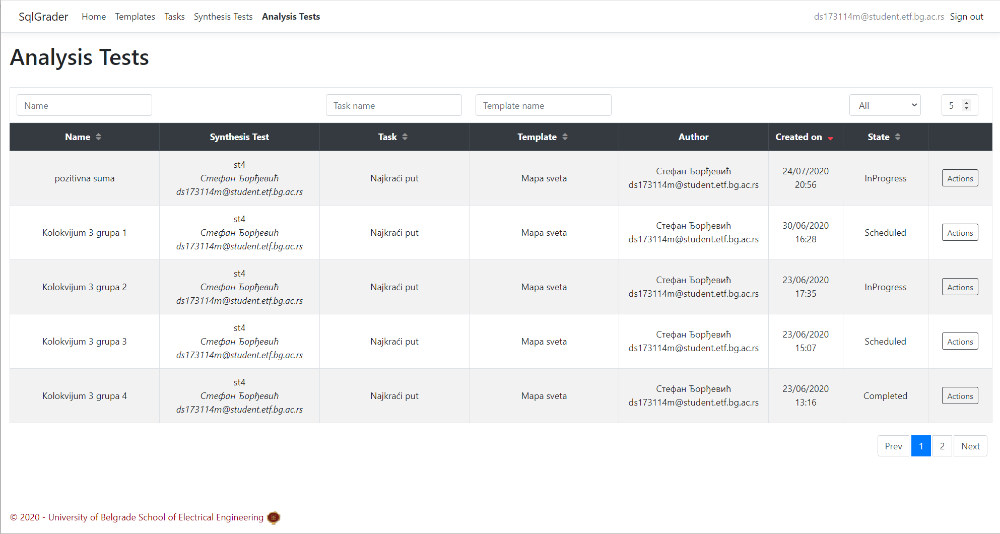 SqlGrader Home Templates Tasks Synthesis Tests Analysis Tests ds173114m@student.etf.bg.ac.rs Sign out
Analysis Tests
Name Task name Template name All 5
Name Synthesis Test Task Template Author Created on State
st4
pozitivna suma Стефан Ђорђевић Najkraći put Mapa sveta Стефан Ђорђевић 24/07/2020 InProgress Actions
ds173114m@student.etf.bg.ac.rs ds173114m@student.etf.bg.ac.rs 20:56
st4
Kolokvijum 3 grupa 1 Стефан Ђорђевић Najkraći put Mapa sveta Стефан Ђорђевић 30/06/2020 Scheduled Actions
ds173114m@student.etf.bg.ac.rs ds173114m@student.etf.bg.ac.rs 16:28
st4
Kolokvijum 3 grupa 2 Стефан Ђорђевић Najkraći put Mapa sveta Стефан Ђорђевић 23/06/2020 InProgress Actions
ds173114m@student.etf.bg.ac.rs ds173114m@student.etf.bg.ac.rs 17:35
st4
Kolokvijum 3 grupa 3 Стефан Ђорђевић Najkraći put Mapa sveta Стефан Ђорђевић 23/06/2020 Scheduled Actions
ds173114m@student.etf.bg.ac.rs ds173114m@student.etf.bg.ac.rs 15:07
st4
Kolokvijum 3 grupa 4 Стефан Ђорђевић Najkraći put Mapa sveta Стефан Ђорђевић 23/06/2020 Completed Actions
ds173114m@student.etf.bg.ac.rs ds173114m@student.etf.bg.ac.rs 13:16
Prev 1 2 Next
© 2020 - University of Belgrade School of Electrical Engineering